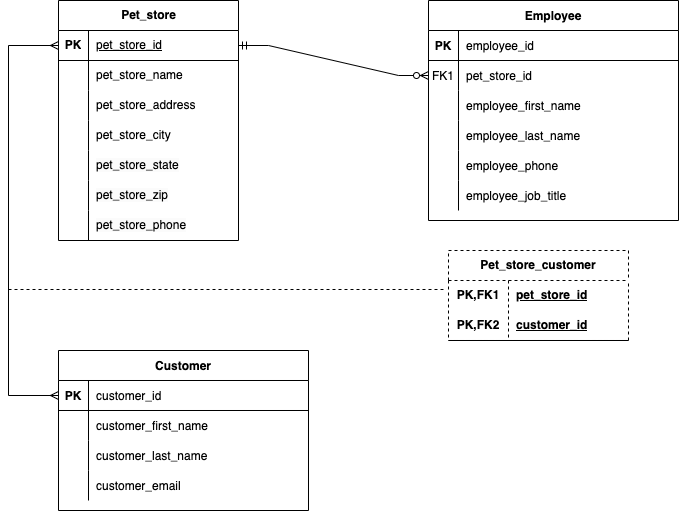 Pet_store
PK pet_store_id
pet_store_name
pet_store_address
pet_store_city
pet_store_state
pet_store_zip
pet_store_phone
Employee
PK employee_id
FK1 pet_store_id
employee_first_name
employee_last_name
employee_phone
employee_job_title
Pet_store_customer
PK,FK1 pet_store_id
PK,FK2 customer_id
Customer
PK customer_id
customer_first_name
customer_last_name
customer_email